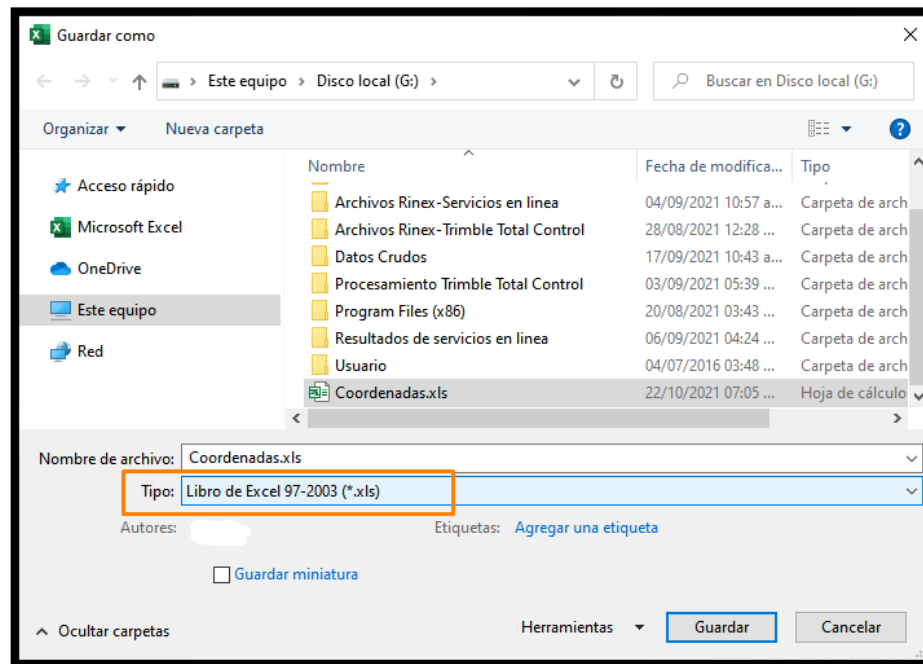 Guardar como
Este equipo > Disco local (G:) >
Buscar en Disco local (G:)
Organizar
Nueva carpeta
Acceso rápido
Microsoft Excel
OneDrive
Este equipo
Red
Nombre Fecha de modifica... Tipo
Archivos Rinex-Servicios en linea 04/09/2021 10:57 a... Carpeta de arch
Archivos Rinex-Trimble Total Control 28/08/2021 12:28 ... Carpeta de arch
Datos Crudos 17/09/2021 10:43 a... Carpeta de arch
Procesamiento Trimble Total Control 03/09/2021 05:39 ... Carpeta de arch
Program Files (x86) 20/08/2021 03:43 ... Carpeta de arch
Resultados de servicios en linea 06/09/2021 04:24 ... Carpeta de arch
Usuario 04/07/2016 03:48 ... Carpeta de arch
Coordenadas.xls 22/10/2021 07:05 ... Hoja de cálculo
Nombre de archivo: Coordenadas.xls
Tipo: Libro de Excel 97-2003 (*.xls)
Autores:
Etiquetas: Agregar una etiqueta
Guardar miniatura
Ocultar carpetas
Herramientas
Guardar
Cancelar